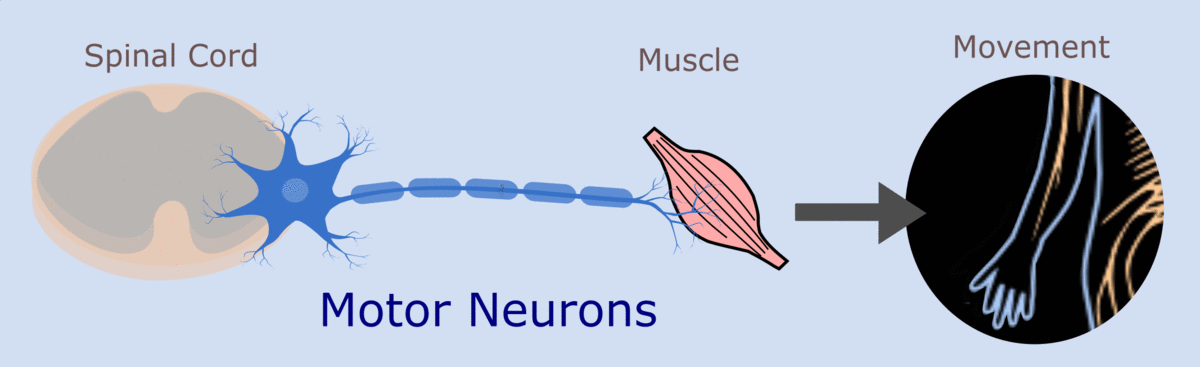 Spinal Cord
Muscle
Movement
Motor Neurons